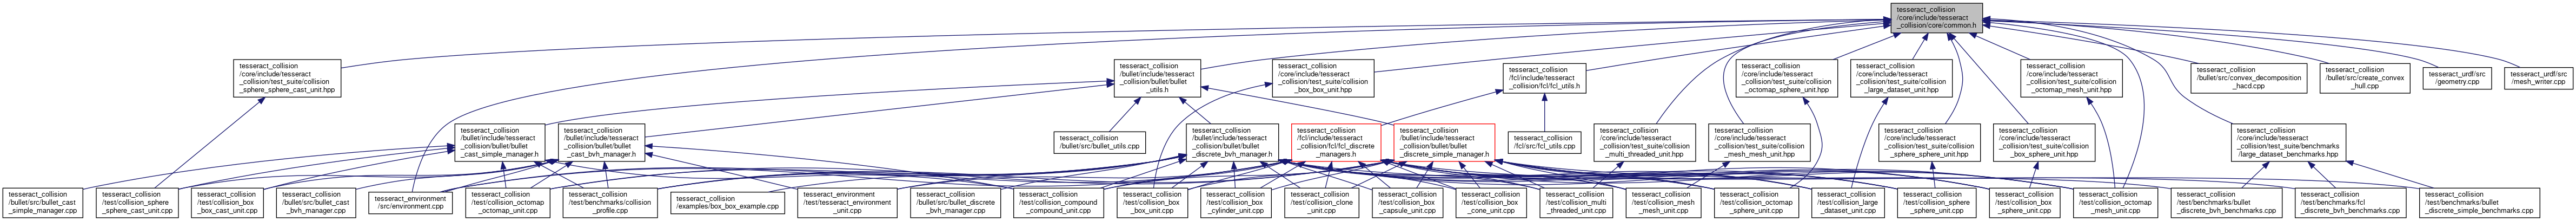 tesseract_collision
/core/include/tesseract
_collision/core/common.h
tesseract_collision
/core/include/tesseract
_collision/test_suite/collision
_sphere_sphere_cast_unit.hpp
tesseract_collision
/bullet/include/tesseract
_collision/bullet/bullet
_utils.h
tesseract_collision
/core/include/tesseract
_collision/test_suite/collision
_box_box_unit.hpp
tesseract_collision
/fcl/include/tesseract
_collision/fcl/fcl_utils.h
tesseract_collision
/core/include/tesseract
_collision/test_suite/collision
_octomap_sphere_unit.hpp
tesseract_collision
/core/include/tesseract
_collision/test_suite/collision
_large_dataset_unit.hpp
tesseract_collision
/core/include/tesseract
_collision/test_suite/collision
_octomap_mesh_unit.hpp
tesseract_collision
/bullet/src/convex_decomposition
_hacd.cpp
tesseract_collision
/bullet/src/create_convex
_hull.cpp
tesseract_urdf/src
/geometry.cpp
tesseract_urdf/src
/mesh_writer.cpp
tesseract_collision
/bullet/include/tesseract
_collision/bullet/bullet
_cast_simple_manager.h
tesseract_collision
/bullet/include/tesseract
_collision/bullet/bullet
_cast_bvh_manager.h
tesseract_collision
/bullet/src/bullet_utils.cpp
tesseract_collision
/bullet/include/tesseract
_collision/bullet/bullet
_discrete_bvh_manager.h
tesseract_collision
/fcl/include/tesseract
_collision/fcl/fcl_discrete
_managers.h
tesseract_collision
/bullet/include/tesseract
_collision/bullet/bullet
_discrete_simple_manager.h
tesseract_collision
/fcl/src/fcl_utils.cpp
tesseract_collision
/core/include/tesseract
_collision/test_suite/collision
_multi_threaded_unit.hpp
tesseract_collision
/core/include/tesseract
_collision/test_suite/collision
_mesh_mesh_unit.hpp
tesseract_collision
/core/include/tesseract
_collision/test_suite/collision
_sphere_sphere_unit.hpp
tesseract_collision
/core/include/tesseract
_collision/test_suite/collision
_box_sphere_unit.hpp
tesseract_collision
/core/include/tesseract
_collision/test_suite/benchmarks
/large_dataset_benchmarks.hpp
tesseract_collision
/bullet/src/bullet_cast
_simple_manager.cpp
tesseract_collision
/test/collision_sphere
_sphere_cast_unit.cpp
tesseract_collision
/test/collision_box
_box_cast_unit.cpp
tesseract_collision
/bullet/src/bullet_cast
_bvh_manager.cpp
tesseract_environment
/src/environment.cpp
tesseract_collision
/test/collision_octomap
_octomap_unit.cpp
tesseract_collision
/test/benchmarks/collision
_profile.cpp
tesseract_collision
/examples/box_box_example.cpp
tesseract_environment
/test/tesseract_environment
_unit.cpp
tesseract_collision
/bullet/src/bullet_discrete
_bvh_manager.cpp
tesseract_collision
/test/collision_compound
_compound_unit.cpp
tesseract_collision
/test/collision_box
_box_unit.cpp
tesseract_collision
/test/collision_box
_cylinder_unit.cpp
tesseract_collision
/test/collision_clone
_unit.cpp
tesseract_collision
/test/collision_box
_capsule_unit.cpp
tesseract_collision
/test/collision_box
_cone_unit.cpp
tesseract_collision
/test/collision_multi
_threaded_unit.cpp
tesseract_collision
/test/collision_mesh
_mesh_unit.cpp
tesseract_collision
/test/collision_octomap
_sphere_unit.cpp
tesseract_collision
/test/collision_large
_dataset_unit.cpp
tesseract_collision
/test/collision_sphere
_sphere_unit.cpp
tesseract_collision
/test/collision_box
_sphere_unit.cpp
tesseract_collision
/test/collision_octomap
_mesh_unit.cpp
tesseract_collision
/test/benchmarks/bullet
_discrete_bvh_benchmarks.cpp
tesseract_collision
/test/benchmarks/fcl
_discrete_bvh_benchmarks.cpp
tesseract_collision
/test/benchmarks/bullet
_discrete_simple_benchmarks.cpp